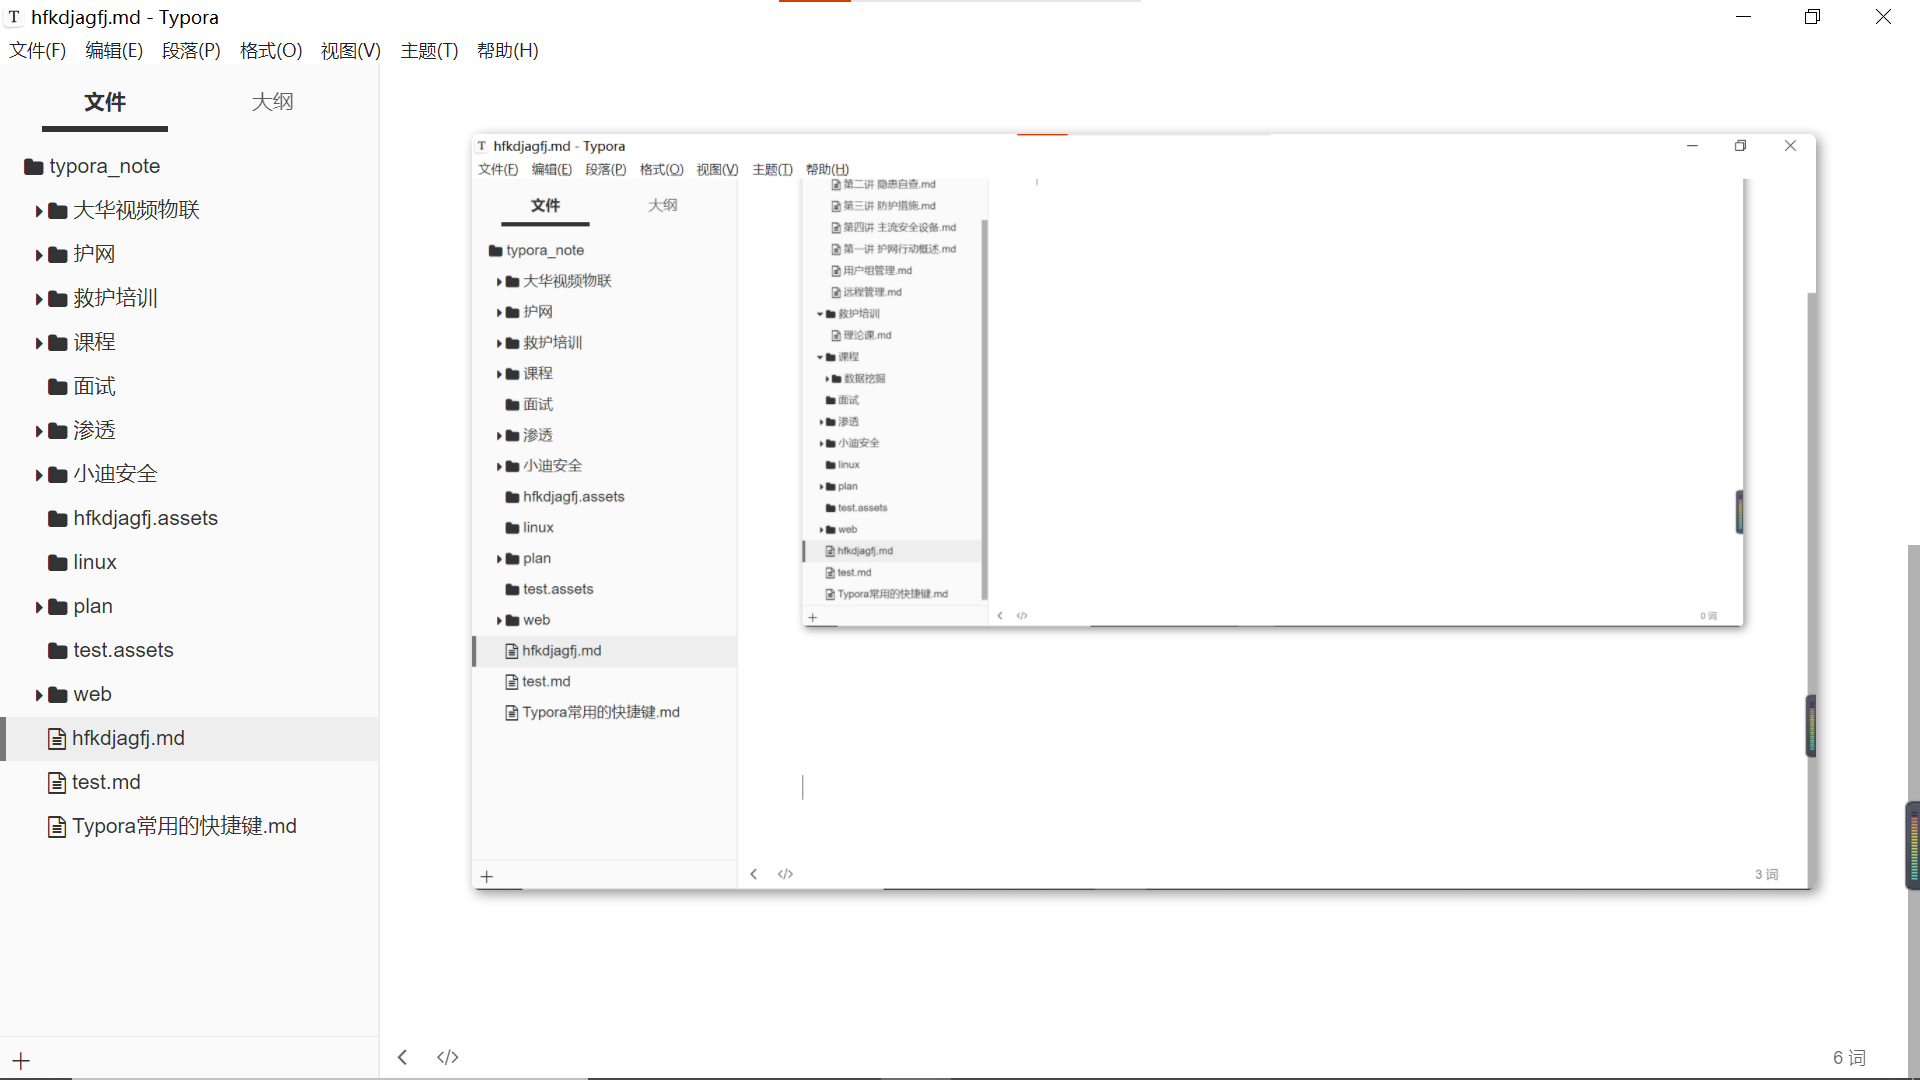 hfkdjagfj.md - Typora
文件(F) 编辑(E) 段落(P) 格式(O) 视图(V) 主题(T) 帮助(H)
文件 大纲
typora_note
大华视频物联
护网
救护培训
课程
面试
渗透
小迪安全
hfkdjagfj.assets
linux
plan
test.assets
web
hfkdjagfj.md
test.md
Typora常用的快捷键.md
hfkdjagfj.md - Typora
文件(F) 编辑(E) 段落(P) 格式(O) 视图(V) 主题(T) 帮助(H)
文件 大纲
typora_note
大华视频物联
护网
救护培训
课程
面试
渗透
小迪安全
hfkdjagfj.assets
linux
plan
test.assets
web
hfkdjagfj.md
test.md
Typora常用的快捷键.md
第二讲 隐患自查.md
第三讲 防护措施.md
第四讲 主流安全设备.md
第一讲 护网行动概述.md
用户组管理.md
远程管理.md
救护培训
理论课.md
课程
数据挖掘
面试
渗透
小迪安全
linux
plan
test.assets
web
hfkdjagfj.md
test.md
Typora常用的快捷键.md
0 词
3 词
6 词